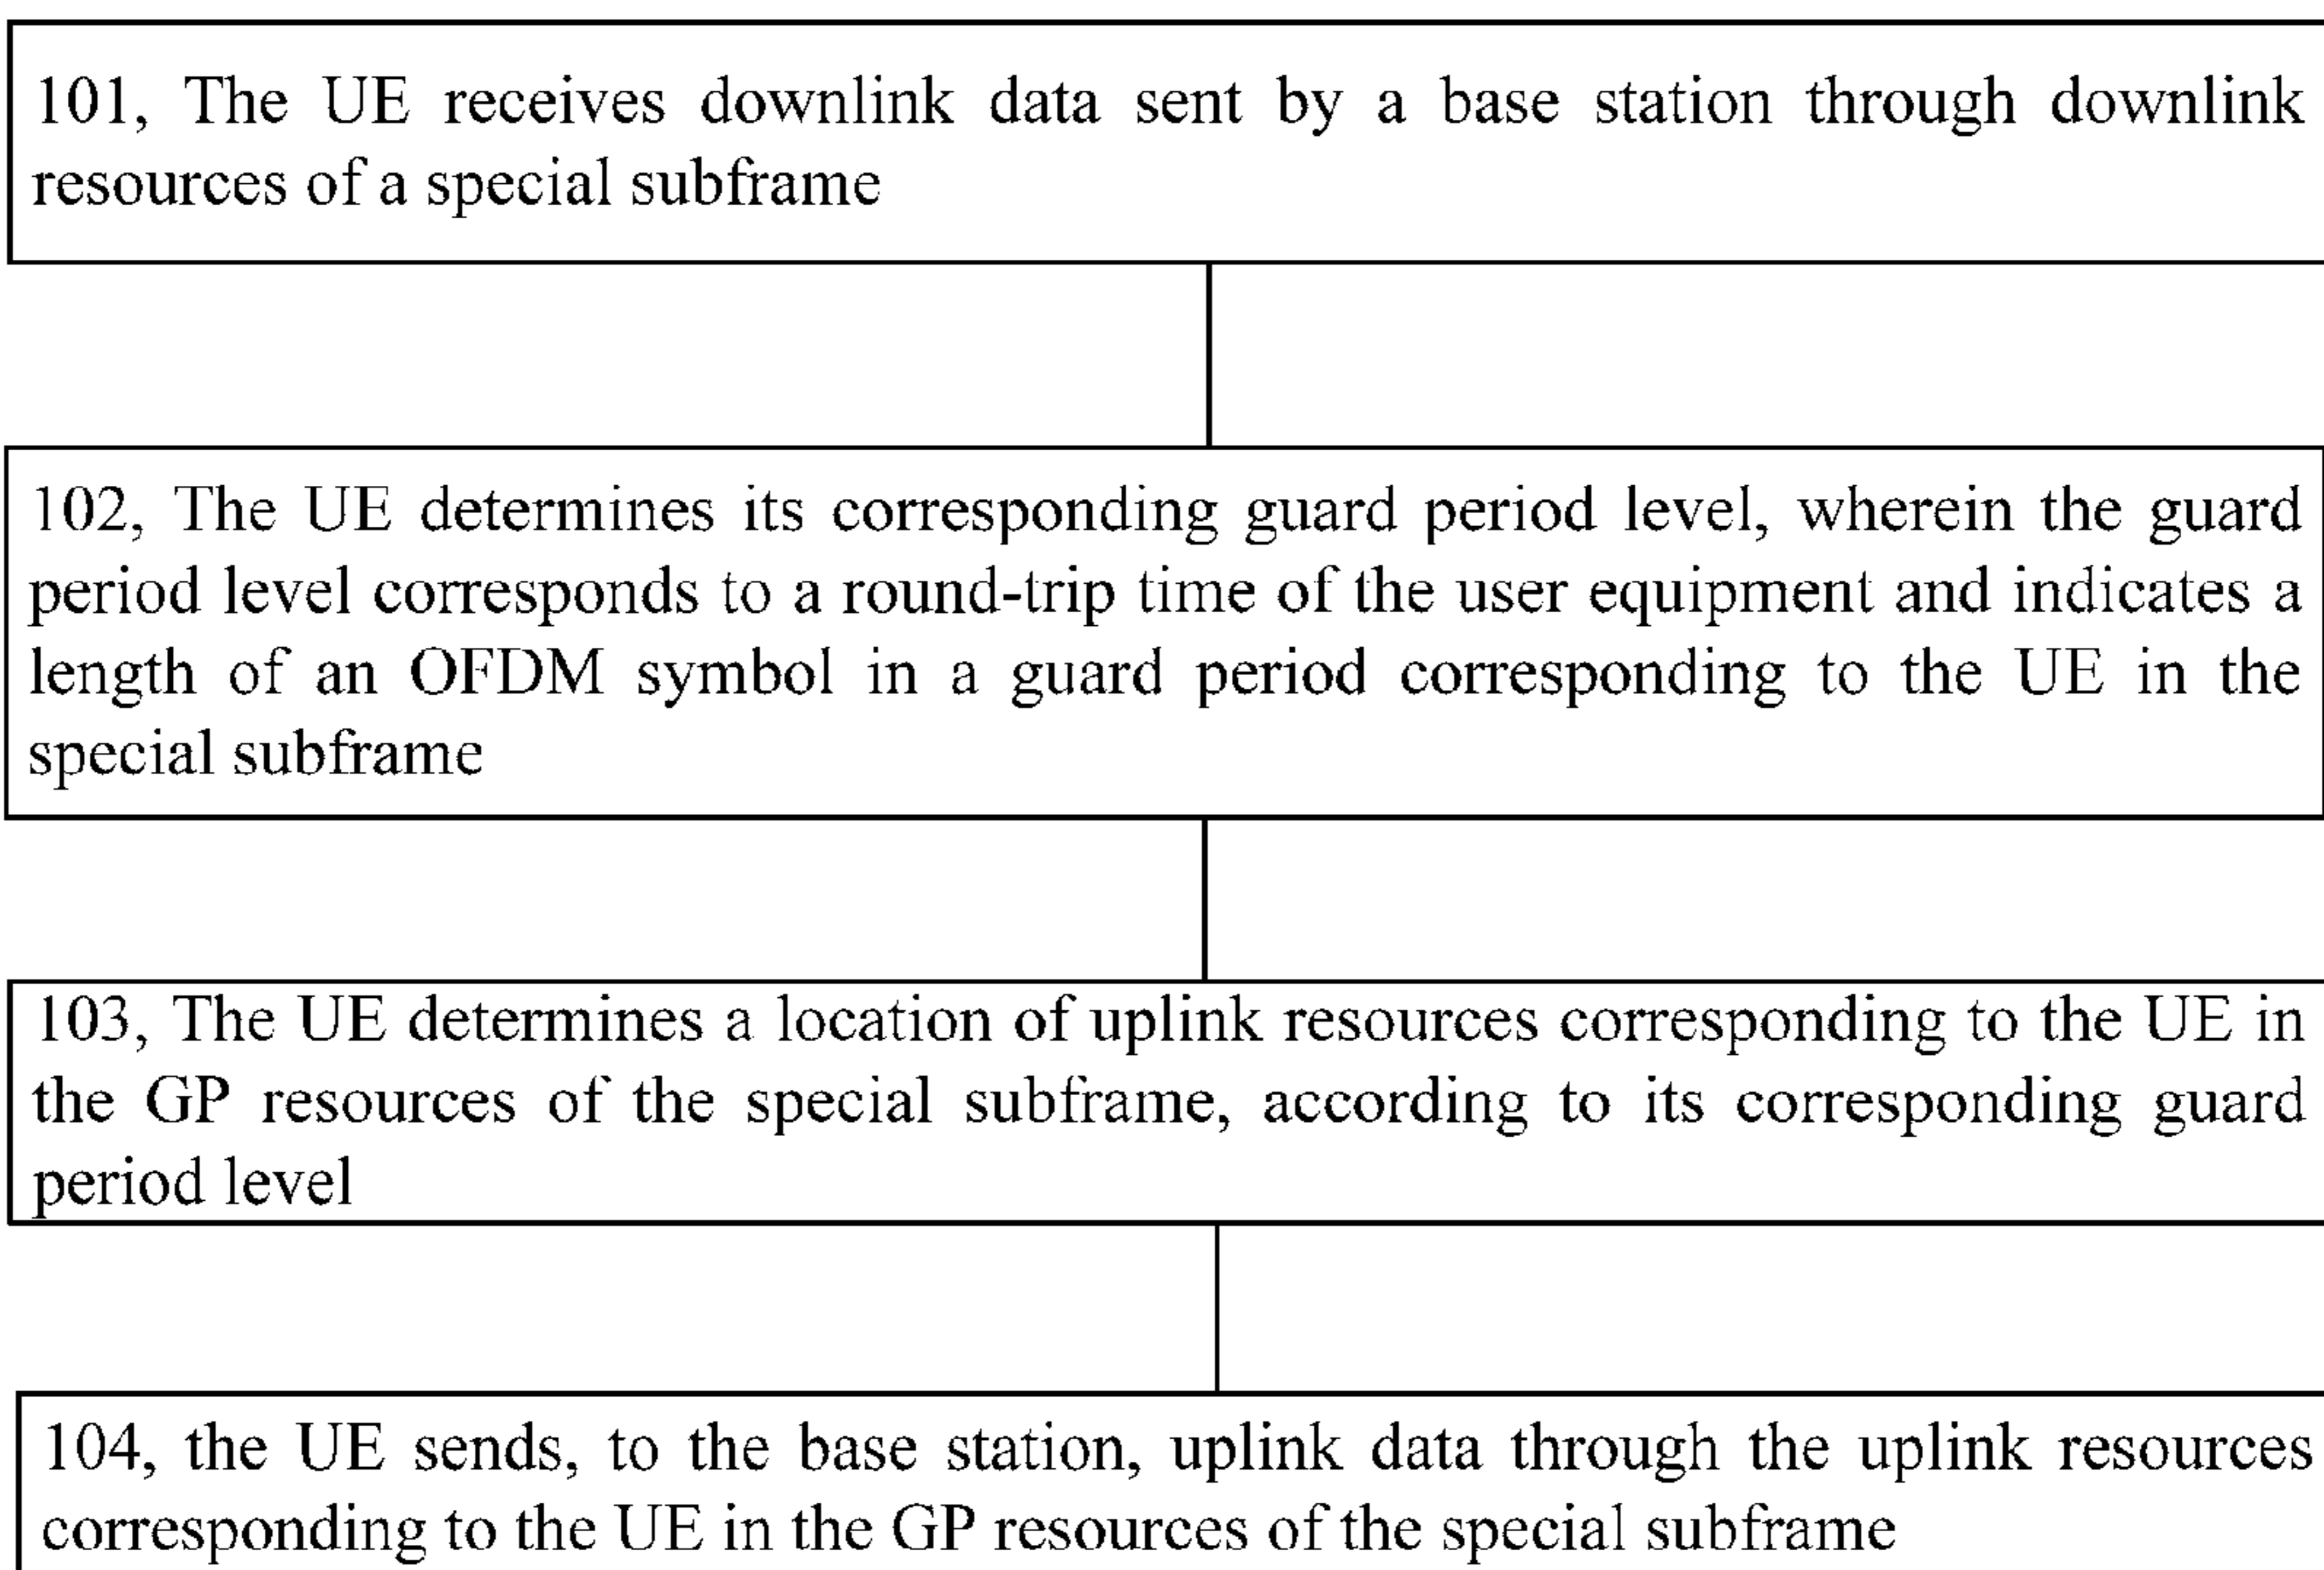 101, The UE receives downlink data sent by a base station through downlink
resources of a special subframe
102, The UE determines its corresponding guard period level, wherein the guard
period level corresponds to a round-trip time of the user equipment and indicates a
length of an OFDM symbol in a guard period corresponding to the UE in the
special subframe
103, The UE determines a location of uplink resources corresponding to the UE in
the GP resources of the special subframe, according to its corresponding guard
period level
104, the UE sends, to the base station, uplink data through the uplink resources
corresponding to the UE in the GP resources of the special subframe